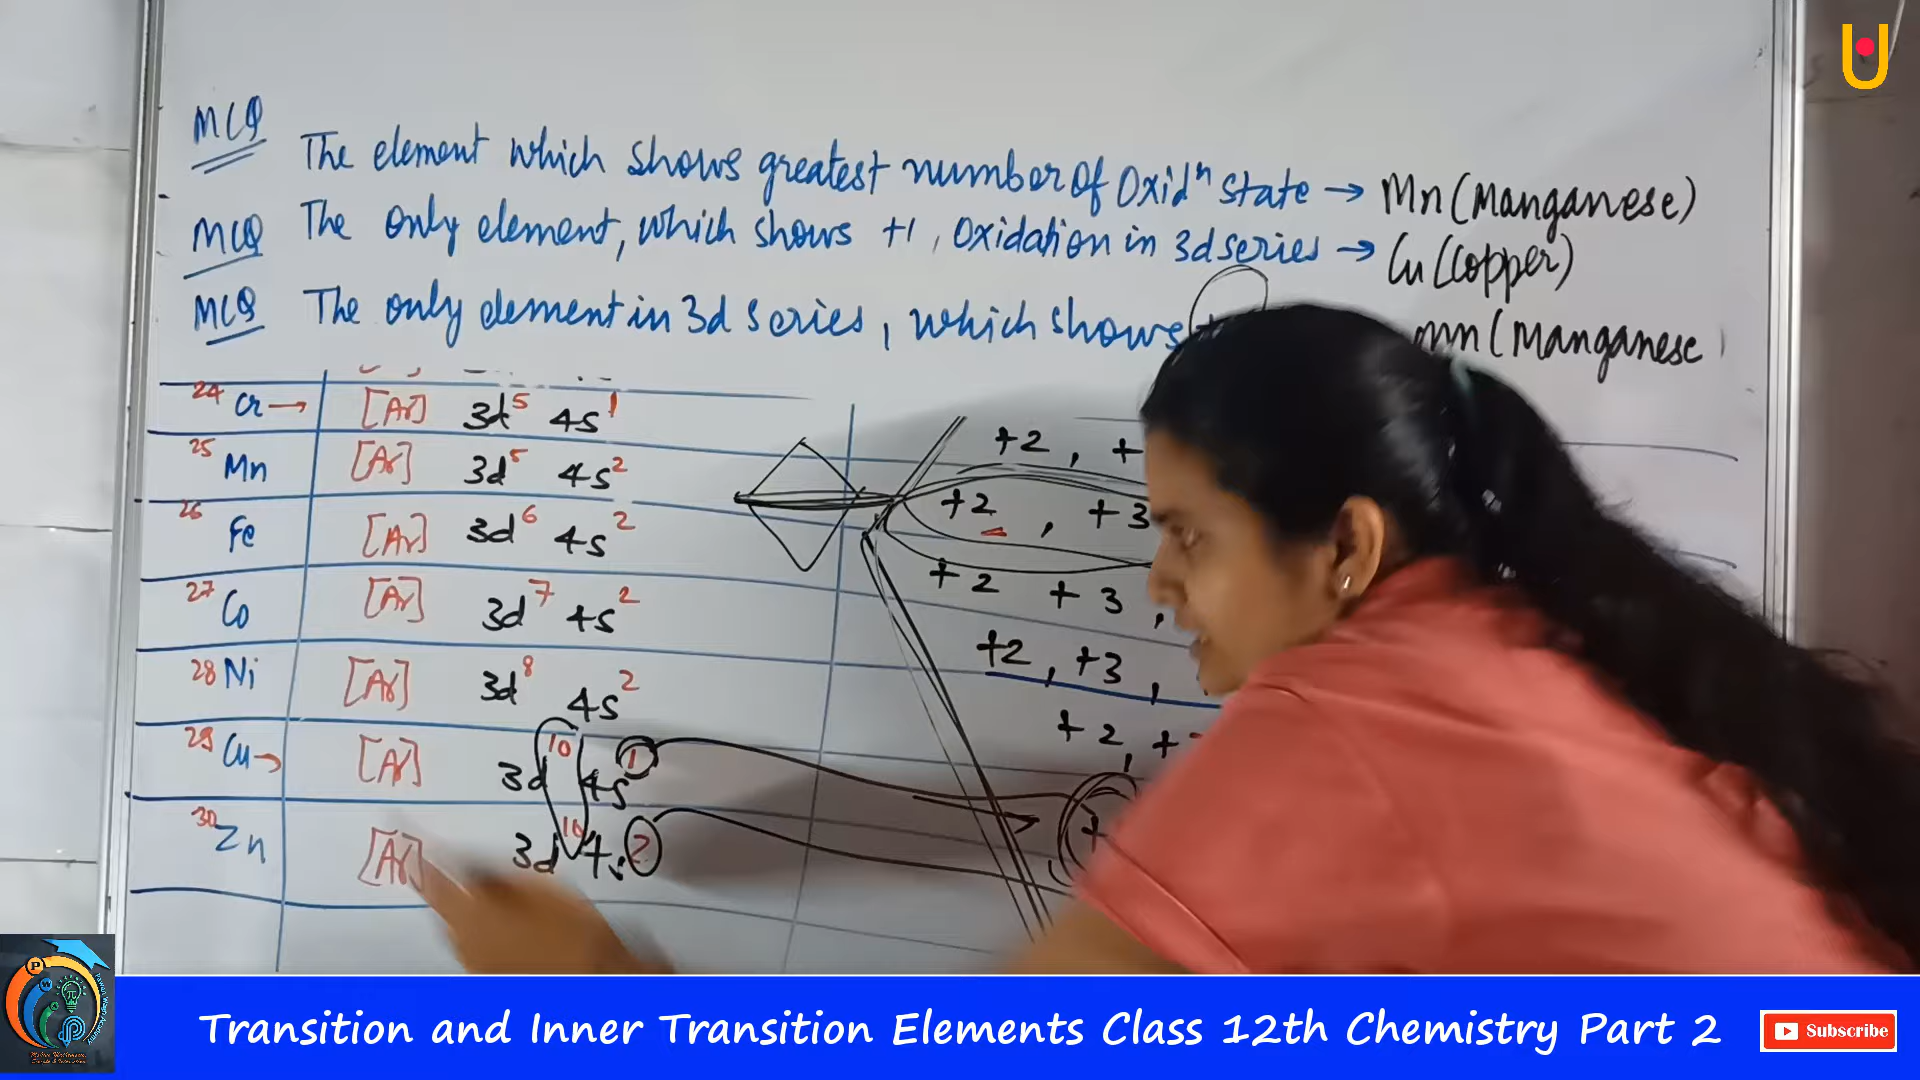 MCQ The element which shows greatest number of Oxidⁿ state → Mn (Manganese)
MCQ The only element, which shows +1, Oxidation in 3d series → Cu (Copper)
MCQ The only element in 3d series, which shows Mn (Manganese
24 Cr → [Ar] 3d⁵ 4s¹ +2, +
25 Mn [Ar] 3d⁵ 4s² +2, +3
26 Fe [Ar] 3d⁶ 4s² +2 +3,
27 Co [Ar] 3d⁷ 4s² +2, +3,
28 Ni [Ar] 3d⁸ 4s² +2, +
29 Cu → [Ar] 3d¹⁰ 4s¹ +
30 Zn [Ar] 3d¹⁰ 4s²
Transition and Inner Transition Elements Class 12th Chemistry Part 2
Subscribe